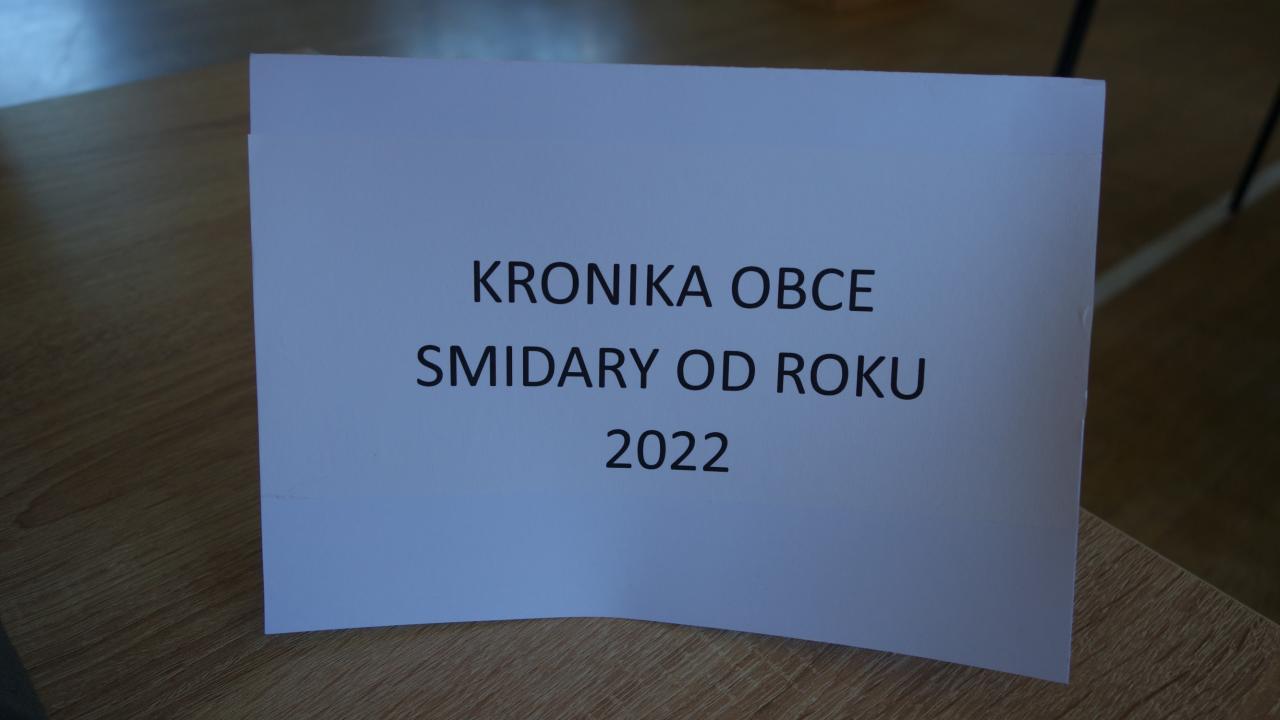 KRONIKA OBCE
SMIDARY OD ROKU
2022